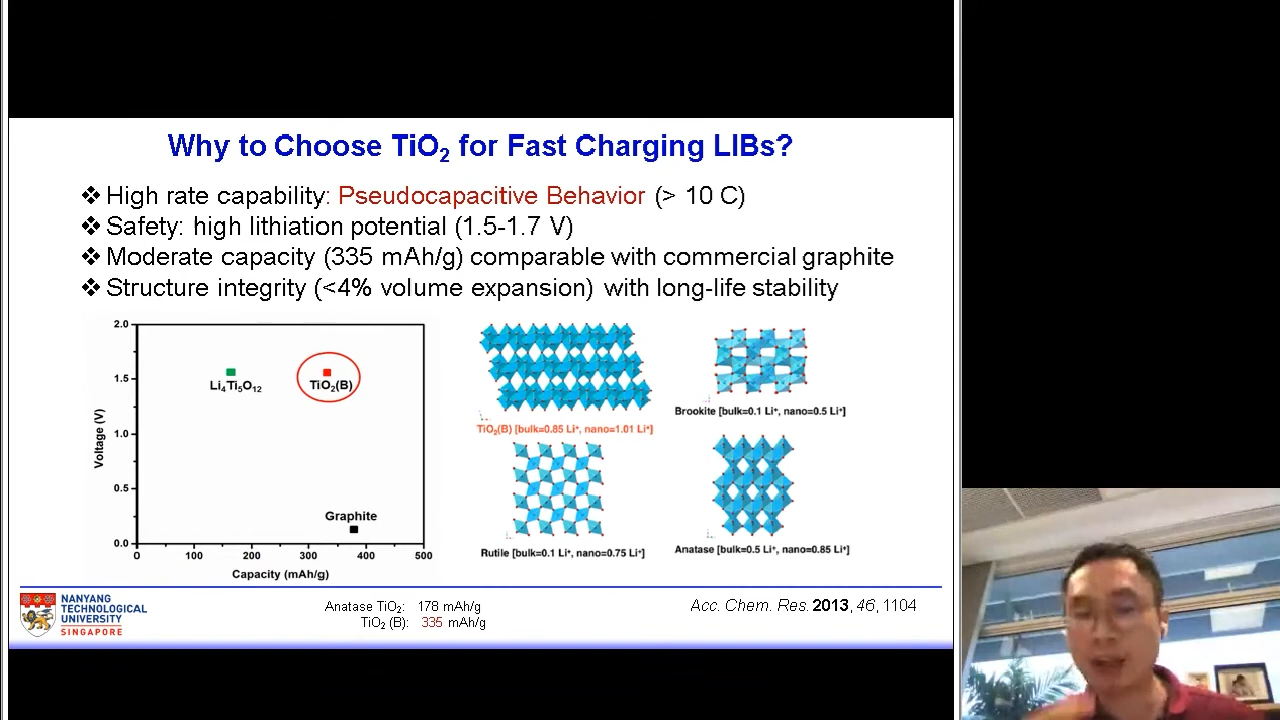 Why to Choose TiO₂ for Fast Charging LIBs?
❖ High rate capability: Pseudocapacitive Behavior (> 10 C)
❖ Safety: high lithiation potential (1.5-1.7 V)
❖ Moderate capacity (335 mAh/g) comparable with commercial graphite
❖ Structure integrity (<4% volume expansion) with long-life stability
2.0
1.5
1.0
0.5
0.0
Voltage (V)
Li₄Ti₅O₁₂
TiO₂(B)
Graphite
0 100 200 300 400 500
Capacity (mAh/g)
TiO₂(B) [bulk=0.85 Li⁺, nano=1.01 Li⁺]
Brookite [bulk=0.1 Li⁺, nano=0.5 Li⁺]
Rutile [bulk=0.1 Li⁺, nano=0.75 Li⁺]
Anatase [bulk=0.5 Li⁺, nano=0.85 Li⁺]
NANYANG
TECHNOLOGICAL
UNIVERSITY
SINGAPORE
Anatase TiO₂: 178 mAh/g
TiO₂ (B): 335 mAh/g
Acc. Chem. Res. 2013, 46, 1104